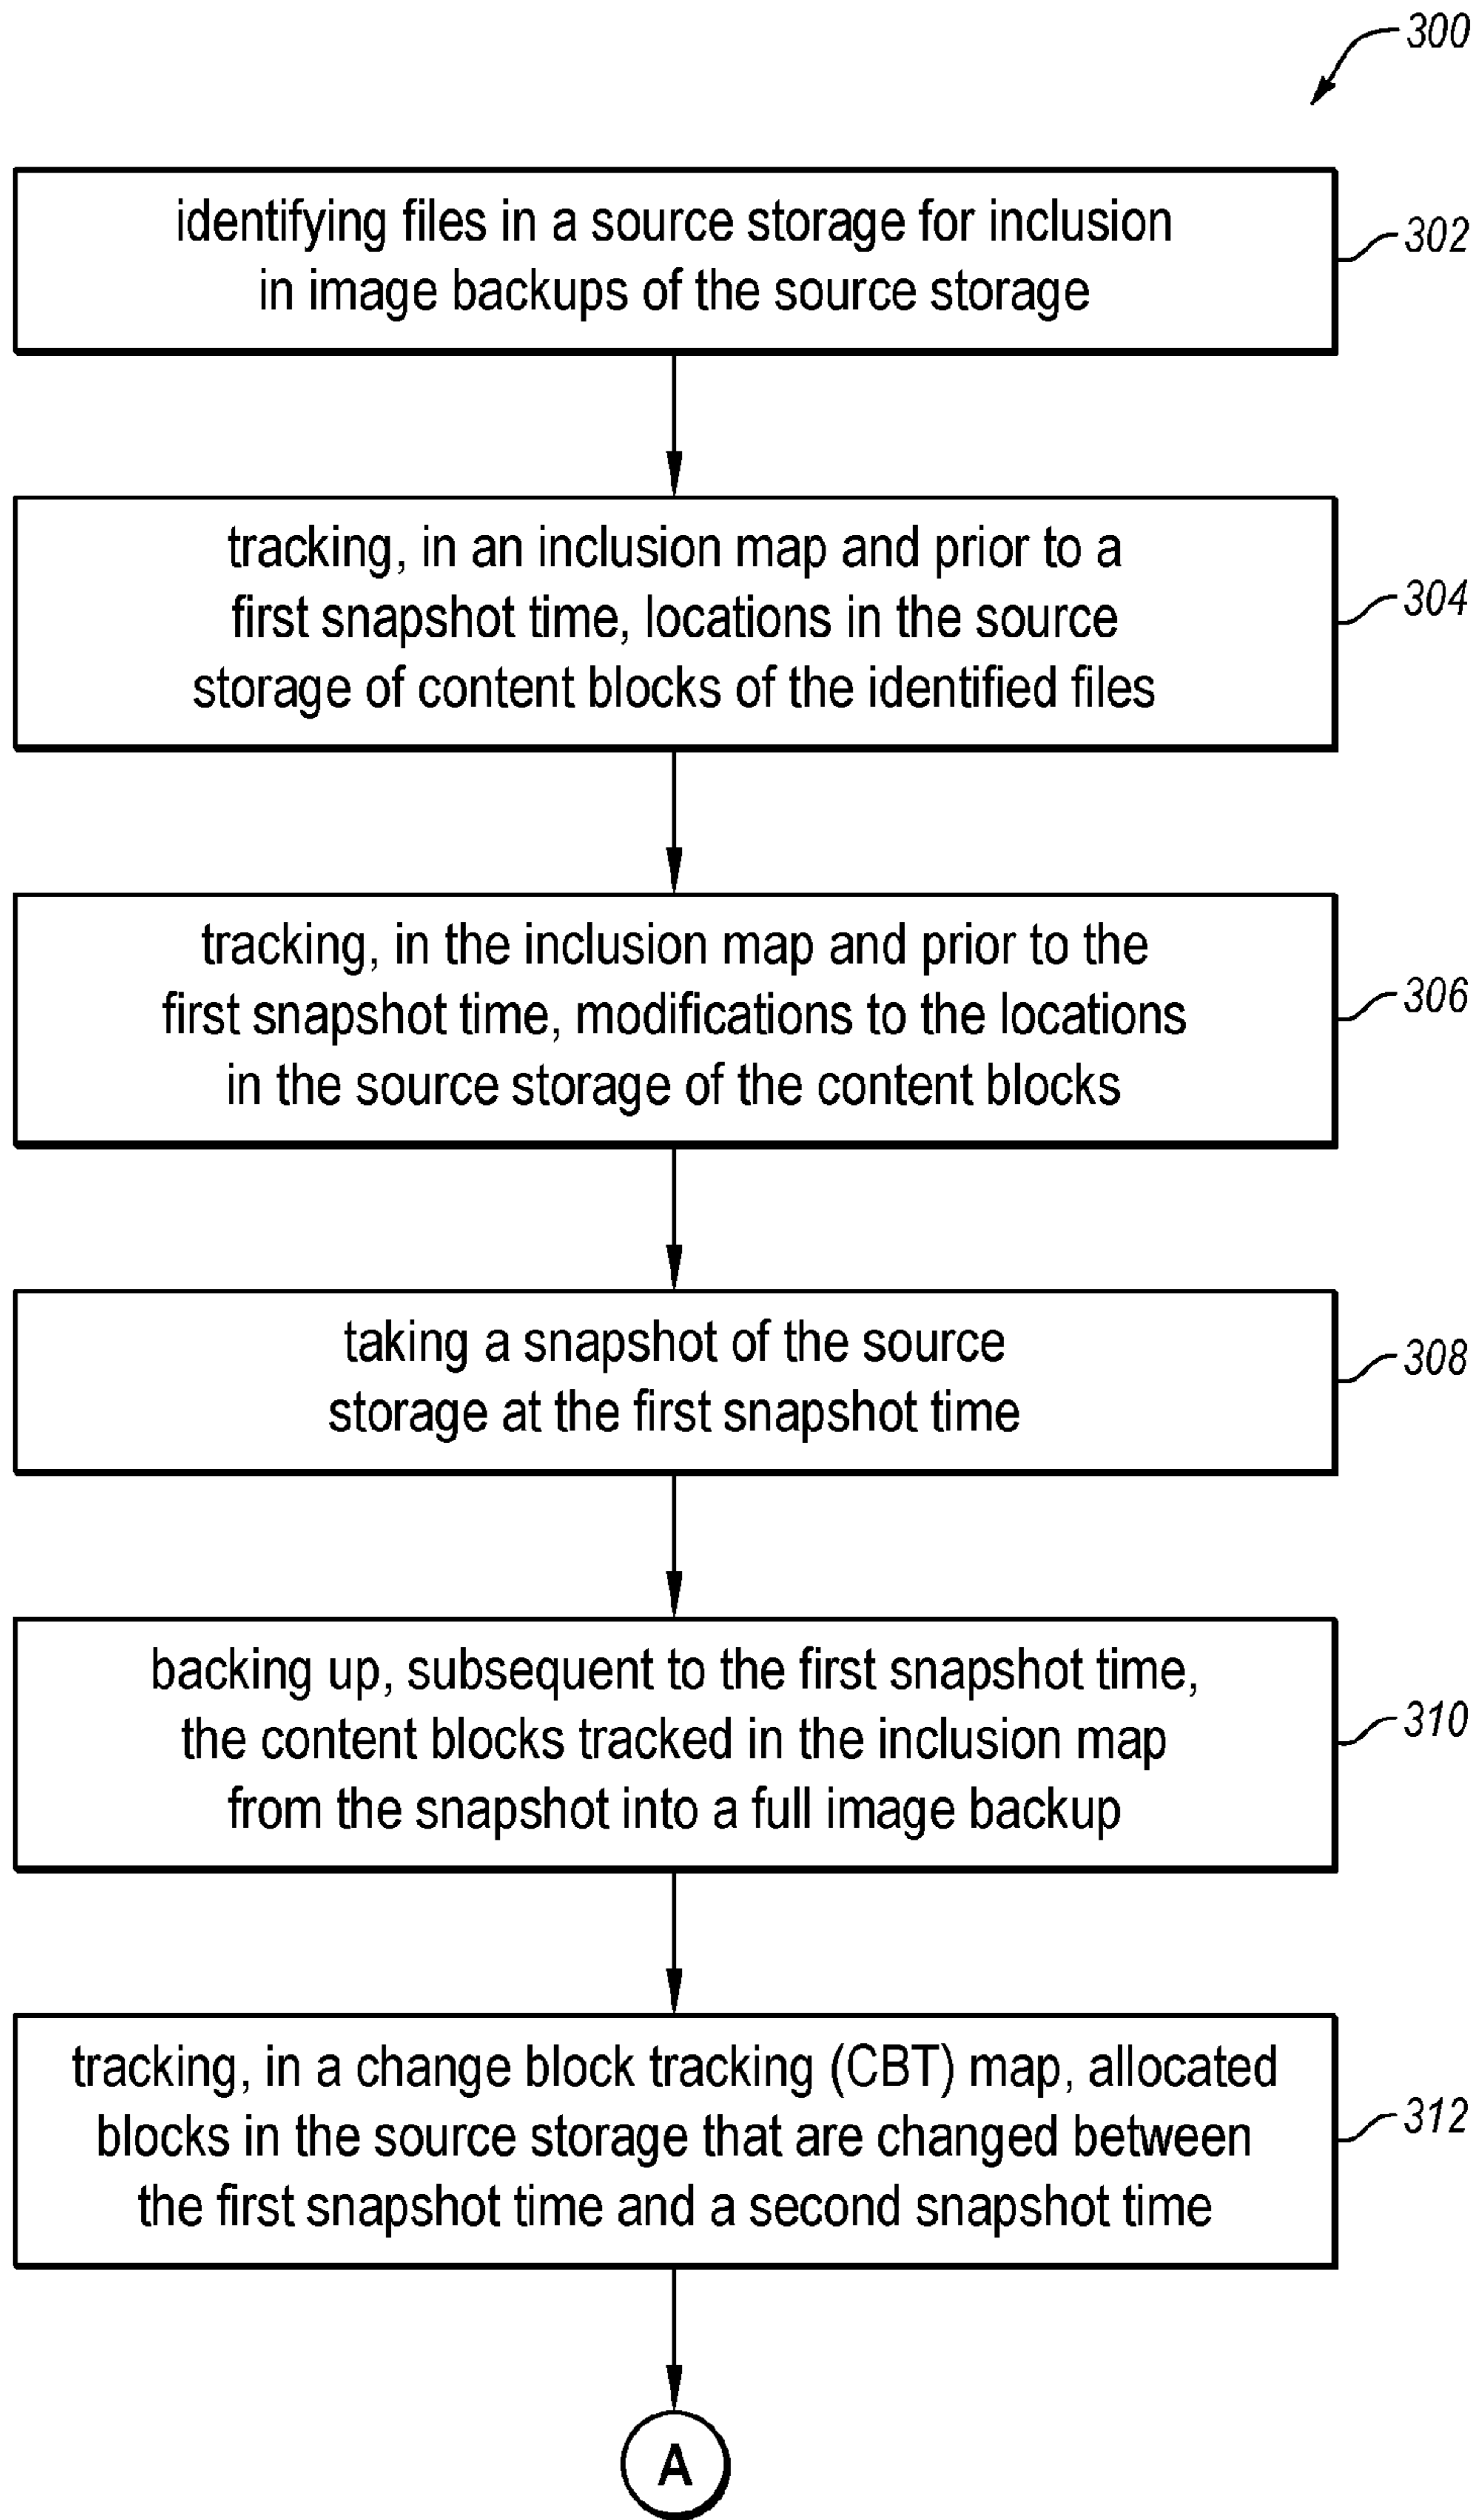 300
identifying files in a source storage for inclusion
in image backups of the source storage
302
tracking, in an inclusion map and prior to a
first snapshot time, locations in the source
storage of content blocks of the identified files
304
tracking, in the inclusion map and prior to the
first snapshot time, modifications to the locations
in the source storage of the content blocks
306
taking a snapshot of the source
storage at the first snapshot time
308
backing up, subsequent to the first snapshot time,
the content blocks tracked in the inclusion map
from the snapshot into a full image backup
310
tracking, in a change block tracking (CBT) map, allocated
blocks in the source storage that are changed between
the first snapshot time and a second snapshot time
312
A